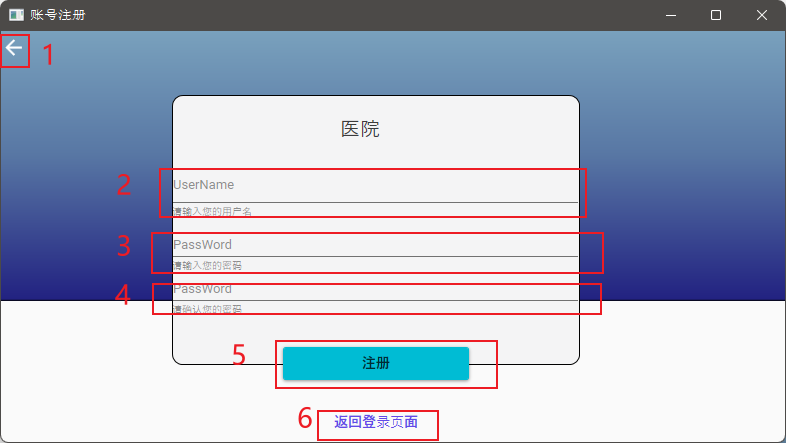 账号注册
1
医院
2
UserName
请输入您的用户名
3
PassWord
请输入您的密码
4
PassWord
请确认您的密码
5
注册
6
返回登录页面